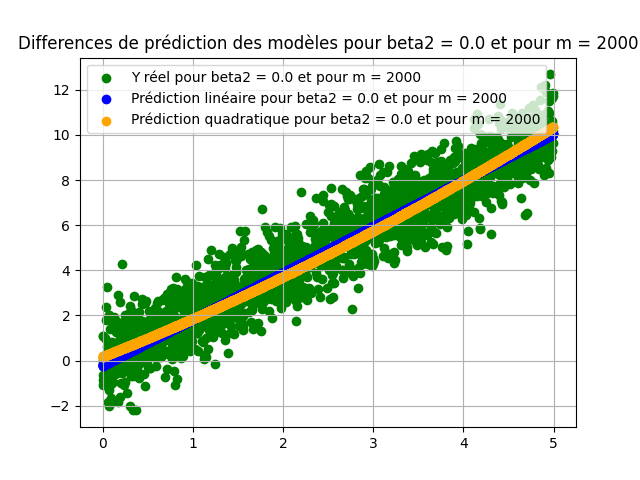 Differences de prédiction des modèles pour beta2 = 0.0 et pour m = 2000
Y réel pour beta2 = 0.0 et pour m = 2000
Prédiction linéaire pour beta2 = 0.0 et pour m = 2000
Prédiction quadratique pour beta2 = 0.0 et pour m = 2000
12
10
8
6
4
2
0
−2
0 1 2 3 4 5